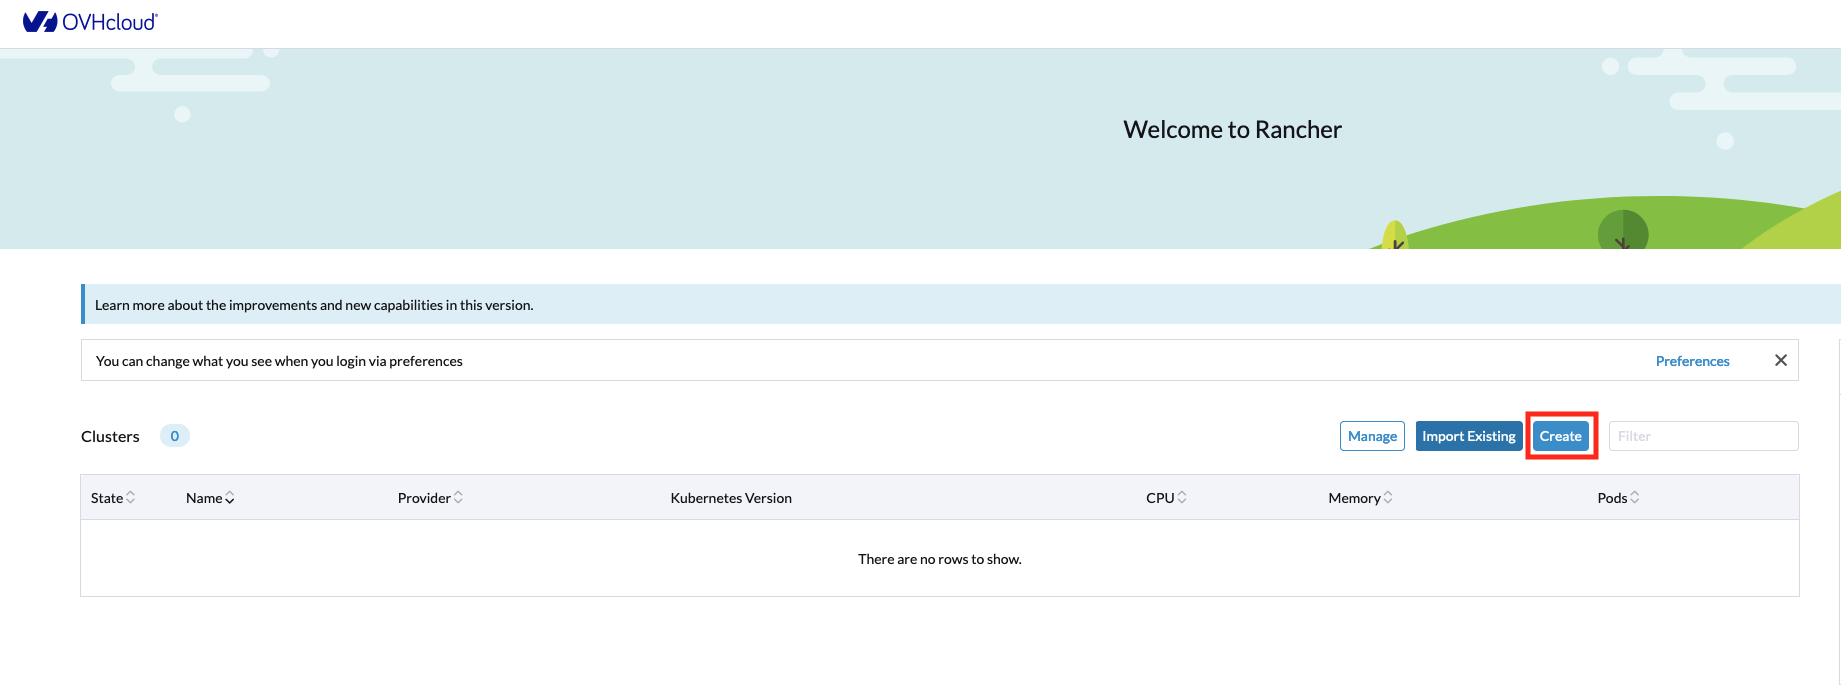 OVHcloud
Welcome to Rancher
Learn more about the improvements and new capabilities in this version.
You can change what you see when you login via preferences Preferences
Clusters 0 Manage Import Existing Create Filter
State Name Provider Kubernetes Version CPU Memory Pods
There are no rows to show.